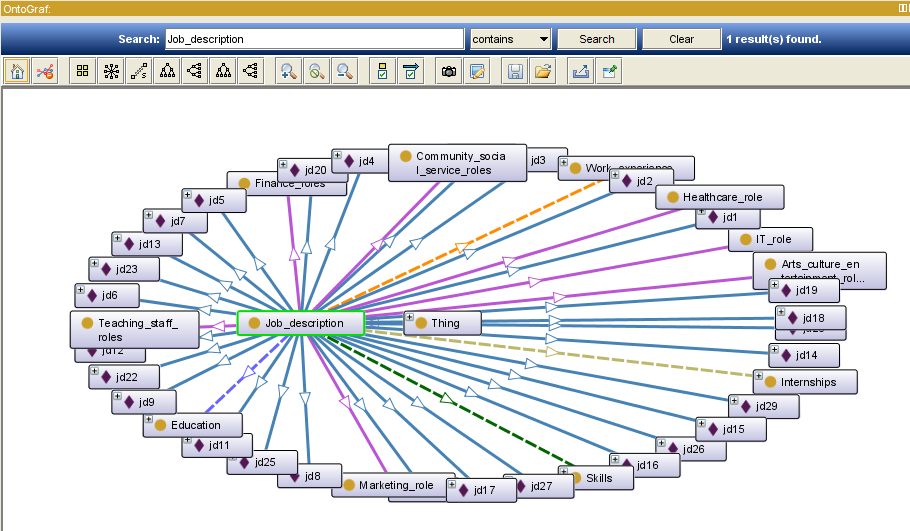 OntoGraf:
Search: Job_description contains Search Clear 1 result(s) found.
jd20
jd4
Community_socia
l_service_roles
jd3
Work_experience
jd2
Finance_roles
Healthcare_role
jd5
jd1
jd7
IT_role
jd13
Arts_culture_en
tertainment_rol...
jd23
jd19
jd6
Teaching_staff_
roles
Job_description
Thing
jd18
jd12
jd14
jd22
Internships
jd9
jd29
Education
jd15
jd11
jd26
jd25
jd16
jd8
Marketing_role
jd17
jd27
Skills